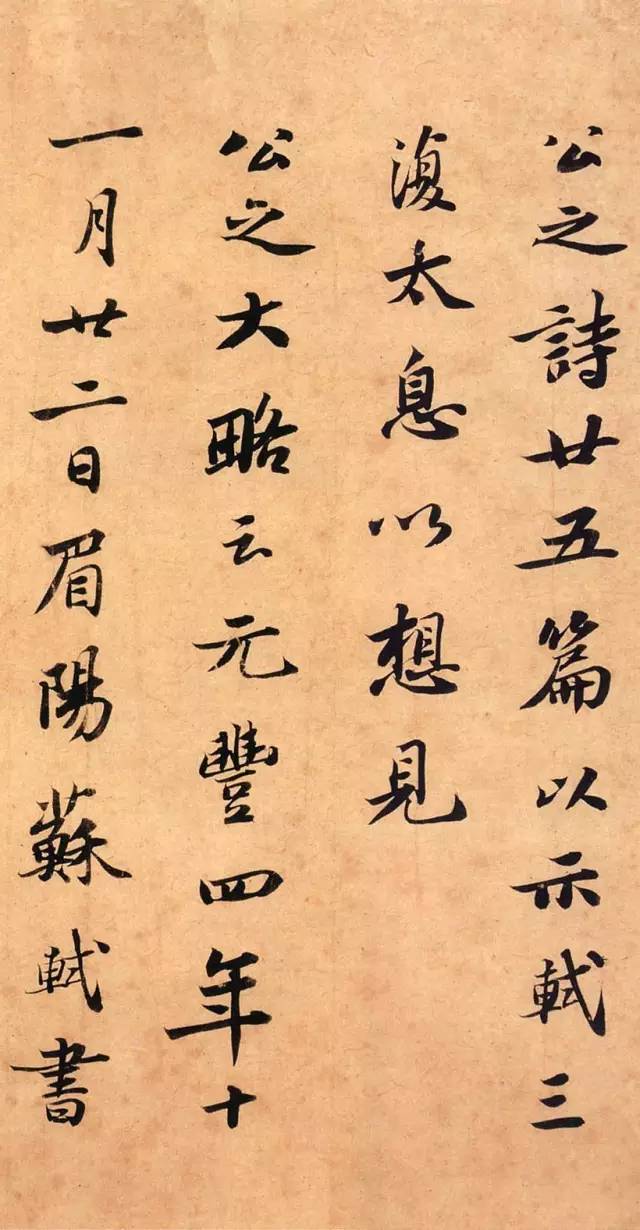 公之詩廿五篇以示軾三
復太息以想見
公之大略云元豐四年十
一月廿二日眉陽蘇軾書